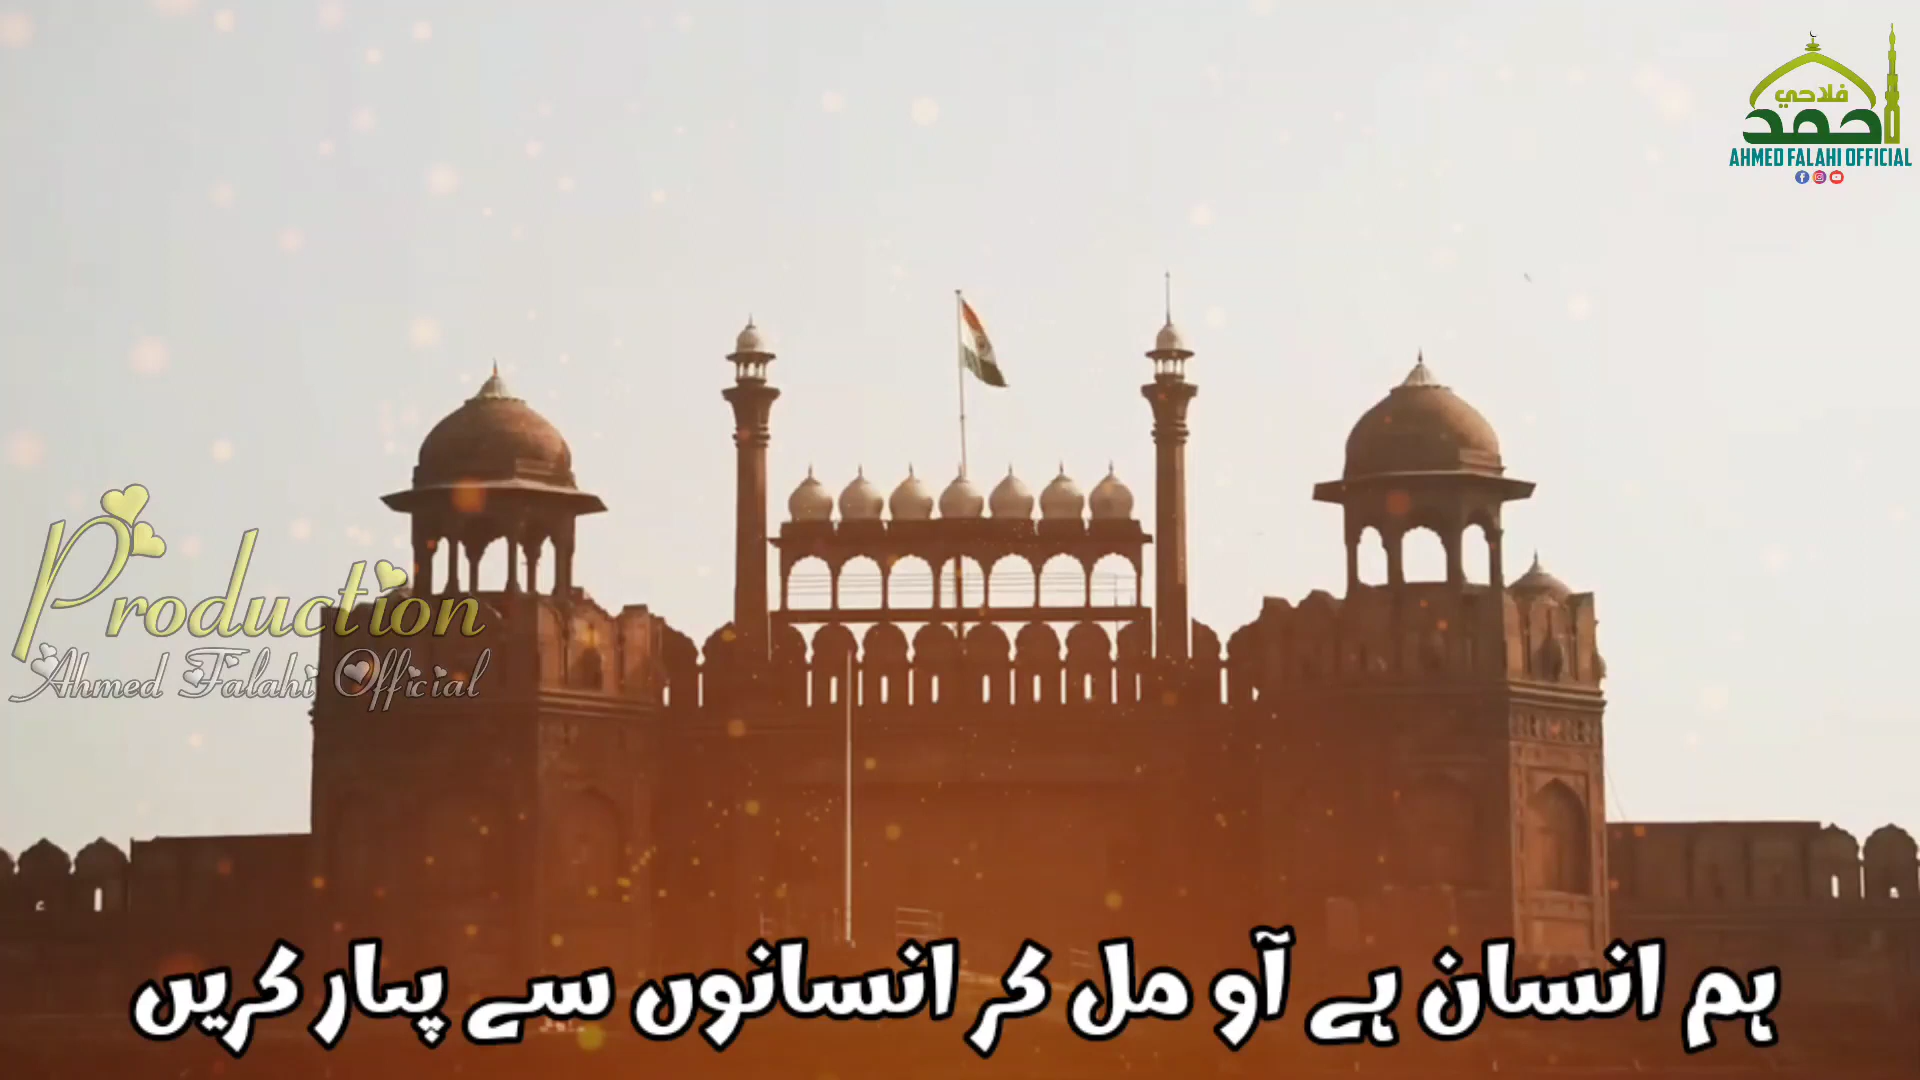 فلاحي
احمد
AHMED FALAHI OFFICIAL
Production
Ahmed Falahi Official
ہم انسان ہے آو مل کر انسانوں سے پیار کریں